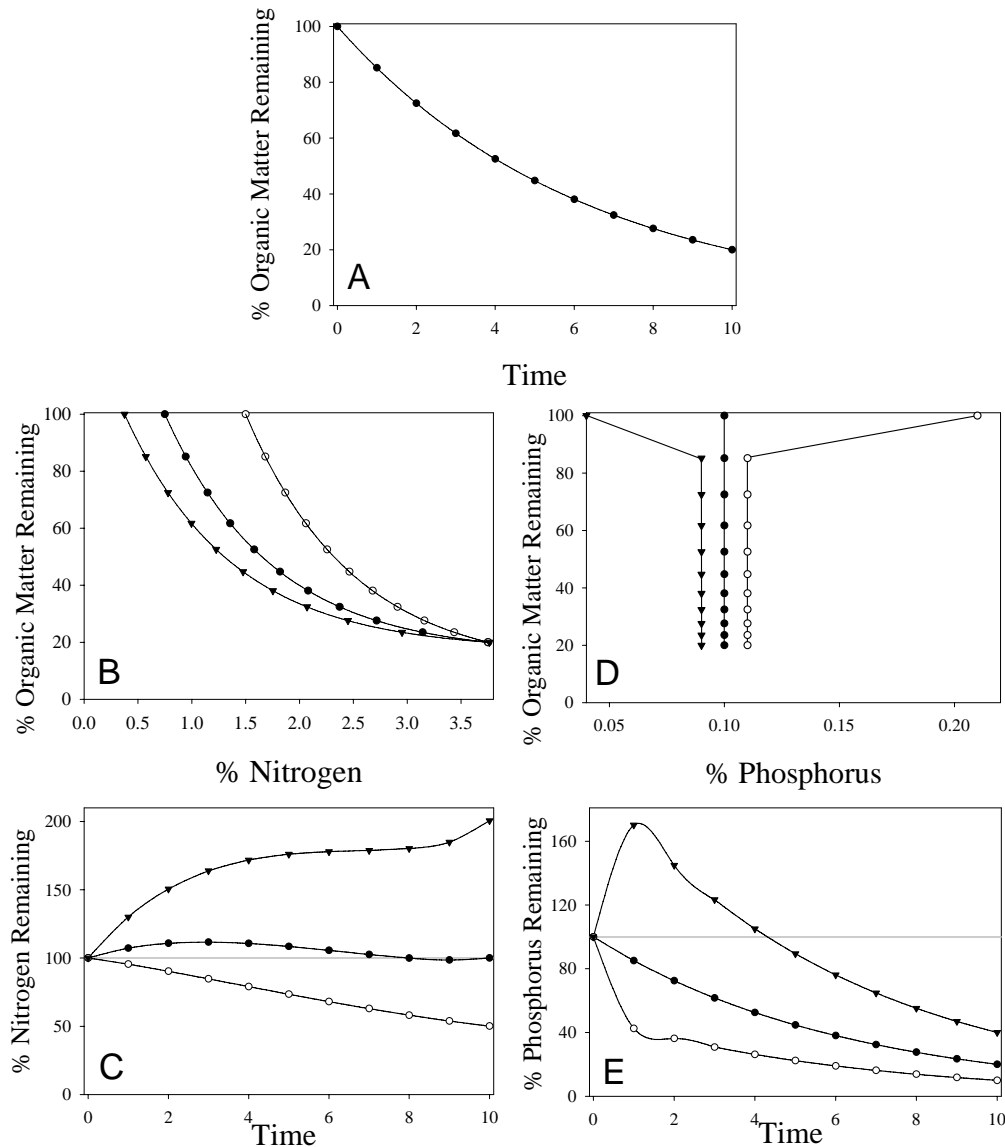 % Organic Matter Remaining
100
80
60
40
20
0
A
0 2 4 6 8 10
Time
% Organic Matter Remaining
100
80
60
40
20
0
B
0.0 0.5 1.0 1.5 2.0 2.5 3.0 3.5
% Nitrogen
% Organic Matter Remaining
100
80
60
40
20
0
D
0.05 0.10 0.15 0.20
% Phosphorus
% Nitrogen Remaining
200
150
100
50
0
C
0 2 4 6 8 10
Time
% Phosphorus Remaining
160
120
80
40
0
E
0 2 4 6 8 10
Time